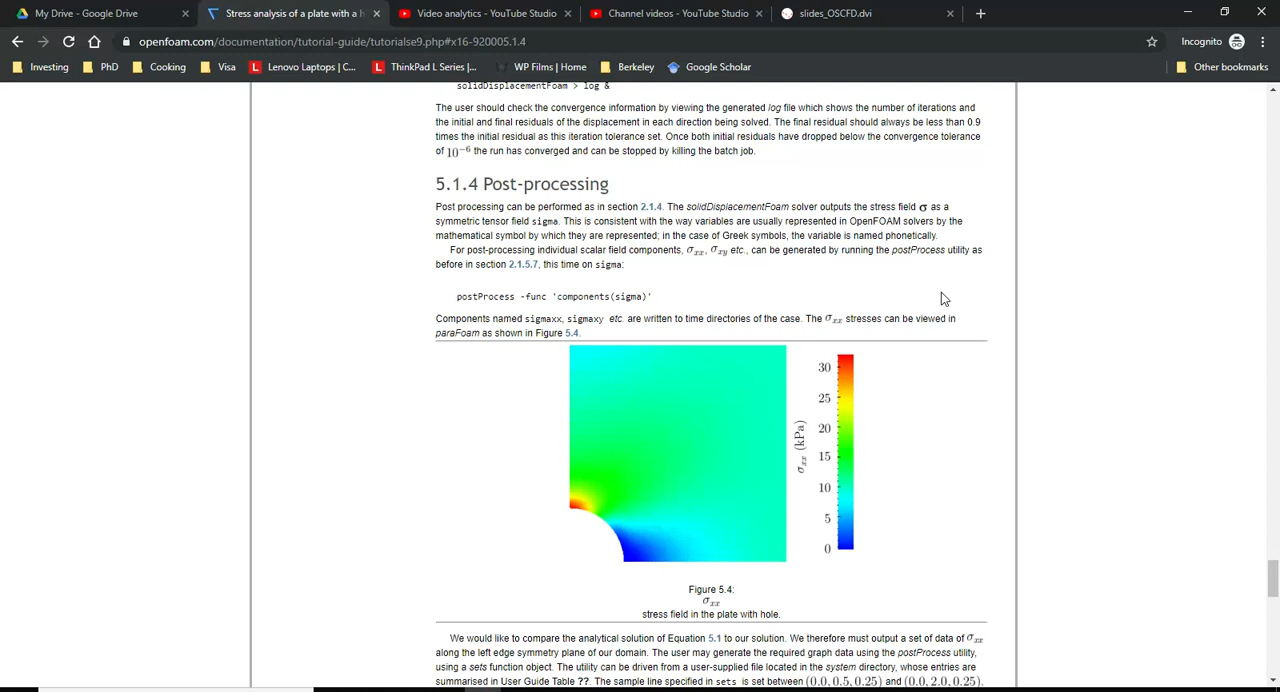 My Drive - Google Drive
Stress analysis of a plate with a h
Video analytics - YouTube Studio
Channel videos - YouTube Studio
slides_OSCFD.dvi
openfoam.com/documentation/tutorial-guide/tutorialse9.php#x16-920005.1.4
Incognito
Investing
PhD
Cooking
Visa
Lenovo Laptops | C...
ThinkPad L Series |...
WP Films | Home
Berkeley
Google Scholar
Other bookmarks
solidDisplacementFoam > log &
The user should check the convergence information by viewing the generated log file which shows the number of iterations and
the initial and final residuals of the displacement in each direction being solved. The final residual should always be less than 0.9
times the initial residual as this iteration tolerance set. Once both initial residuals have dropped below the convergence tolerance
of 10⁻⁶ the run has converged and can be stopped by killing the batch job.
5.1.4 Post-processing
Post processing can be performed as in section 2.1.4. The solidDisplacementFoam solver outputs the stress field σ as a
symmetric tensor field sigma. This is consistent with the way variables are usually represented in OpenFOAM solvers by the
mathematical symbol by which they are represented; in the case of Greek symbols, the variable is named phonetically.
For post-processing individual scalar field components, σxx, σxy etc., can be generated by running the postProcess utility as
before in section 2.1.5.7, this time on sigma:
postProcess -func 'components(sigma)'
Components named sigmaxx, sigmaxy etc. are written to time directories of the case. The σxx stresses can be viewed in
paraFoam as shown in Figure 5.4.
30
25
20
15
10
5
0
σxx (kPa)
Figure 5.4:
σxx
stress field in the plate with hole.
We would like to compare the analytical solution of Equation 5.1 to our solution. We therefore must output a set of data of σxx
along the left edge symmetry plane of our domain. The user may generate the required graph data using the postProcess utility,
using a sets function object. The utility can be driven from a user-supplied file located in the system directory, whose entries are
summarised in User Guide Table ??. The sample line specified in sets is set between (0.0, 0.5, 0.25) and (0.0, 2.0, 0.25).